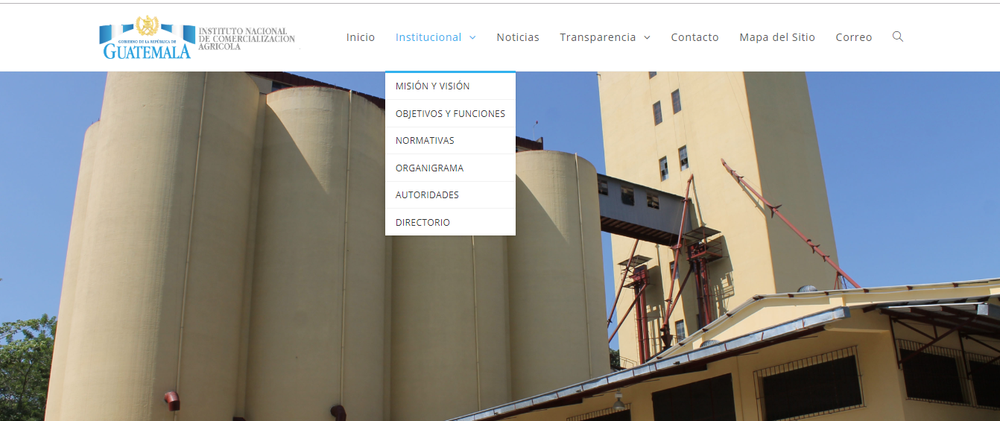 GOBIERNO DE LA REPÚBLICA DE
GUATEMALA
INSTITUTO NACIONAL
DE COMERCIALIZACION
AGRICOLA
Inicio
Institucional
Noticias
Transparencia
Contacto
Mapa del Sitio
Correo
MISIÓN Y VISIÓN
OBJETIVOS Y FUNCIONES
NORMATIVAS
ORGANIGRAMA
AUTORIDADES
DIRECTORIO